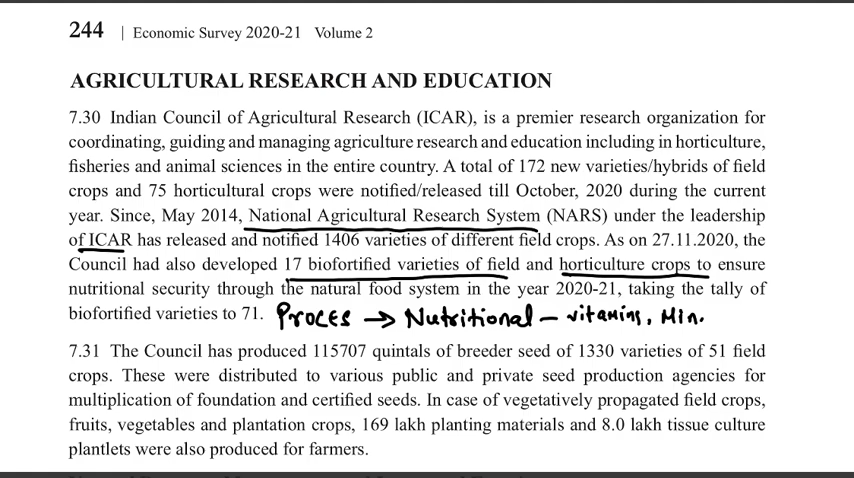 244 | Economic Survey 2020-21 Volume 2
AGRICULTURAL RESEARCH AND EDUCATION
7.30 Indian Council of Agricultural Research (ICAR), is a premier research organization for
coordinating, guiding and managing agriculture research and education including in horticulture,
fisheries and animal sciences in the entire country. A total of 172 new varieties/hybrids of field
crops and 75 horticultural crops were notified/released till October, 2020 during the current
year. Since, May 2014, National Agricultural Research System (NARS) under the leadership
of ICAR has released and notified 1406 varieties of different field crops. As on 27.11.2020, the
Council had also developed 17 biofortified varieties of field and horticulture crops to ensure
nutritional security through the natural food system in the year 2020-21, taking the tally of
biofortified varieties to 71. Proces → Nutritional - vitamins, Min.
7.31 The Council has produced 115707 quintals of breeder seed of 1330 varieties of 51 field
crops. These were distributed to various public and private seed production agencies for
multiplication of foundation and certified seeds. In case of vegetatively propagated field crops,
fruits, vegetables and plantation crops, 169 lakh planting materials and 8.0 lakh tissue culture
plantlets were also produced for farmers.